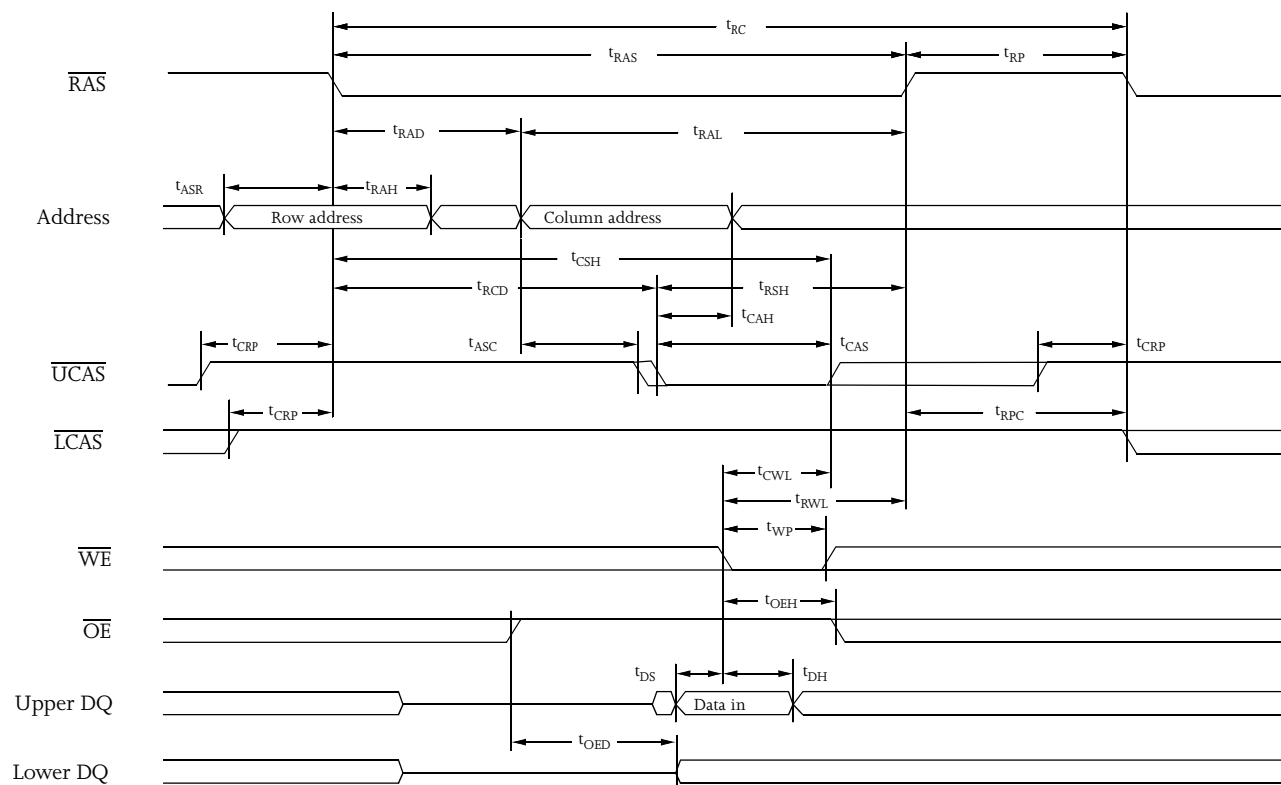 tRC
tRAS tRP
RAS
tRAD tRAL
tASR tRAH
Address Row address Column address
tCSH
tRCD tRSH
tCAH
tCRP tASC tCAS tCRP
UCAS
tCRP tRPC
LCAS
tCWL
tRWL
tWP
WE
tOEH
OE
tDS tDH
Upper DQ Data in
tOED
Lower DQ